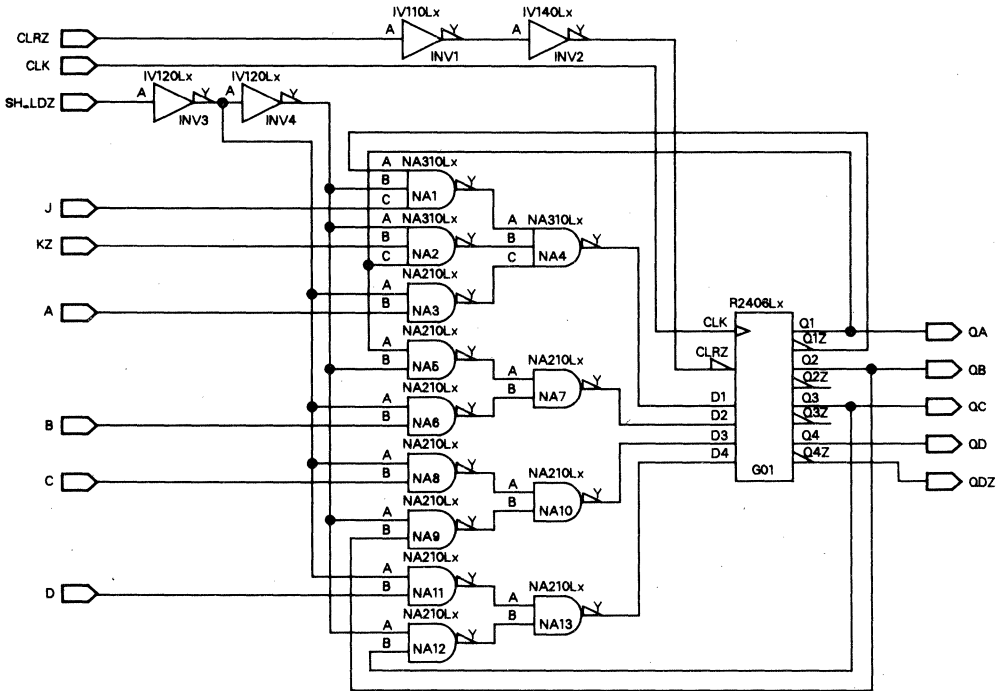 IV110Lx IV140Lx
CLRZ A Y A Y
INV1 INV2
CLK
IV120Lx IV120Lx
SH_LDZ A Y A Y
INV3 INV4
NA310Lx
A
B Y
J C NA1
NA310Lx
A A NA310Lx
KZ B Y B Y
C NA2 C NA4
NA210Lx
A Y
A B NA3
R2406Lx
CLK Q1 QA
Q1Z
NA210Lx
A Y
B NA5
CLRZ Q2 QB
Q2Z
NA210Lx
A Y
B NA7
NA210Lx
A Y
B B NA6
D1 Q3 QC
D2 Q3Z
D3 Q4 QD
D4 Q4Z
G01 QDZ
NA210Lx
A Y
C B NA8
NA210Lx
A Y
B NA10
NA210Lx
A Y
B NA9
NA210Lx
A Y
D B NA11
NA210Lx
A Y
B NA13
NA210Lx
A Y
B NA12